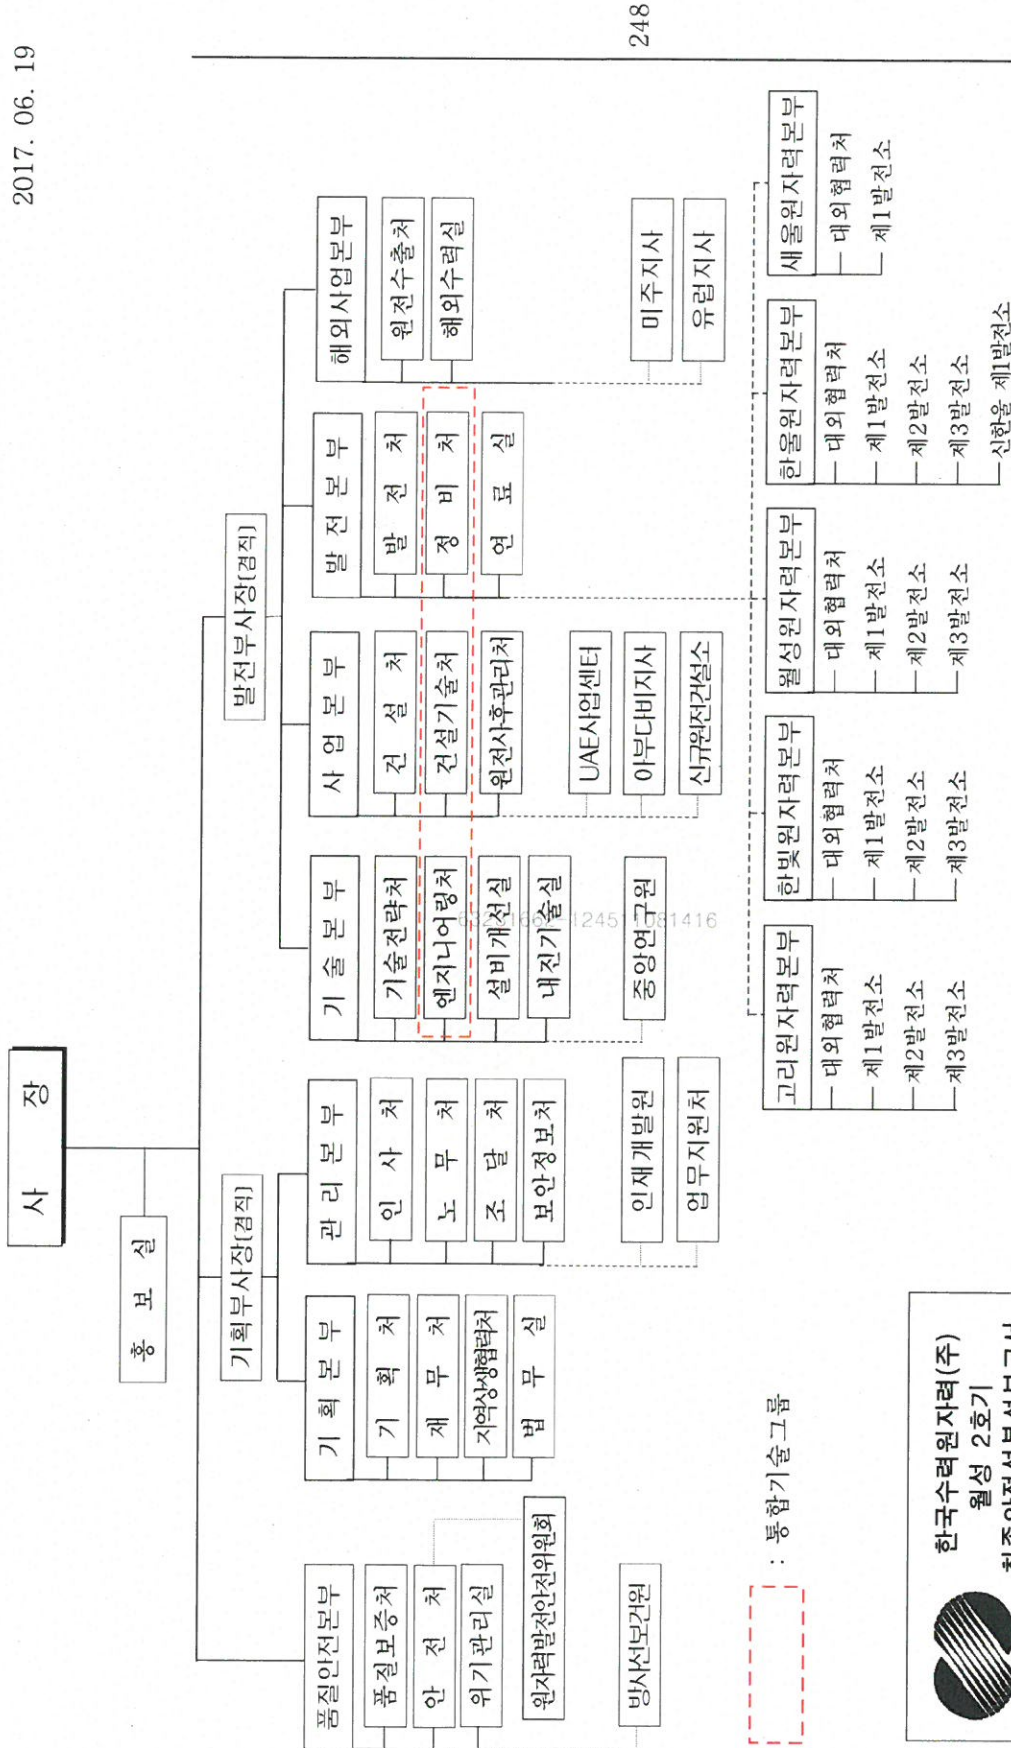 2017. 06. 19
248
사 장
홍 보 실
기획부사장(겸직)
발전부사장(겸직)
품질안전본부
품질보증처
안 전 처
위기관리실
원자력발전안전위원회
방사선보건원
기 획 본 부
기 획 처
재 무 처
지역상생협력처
법 무 실
관 리 본 부
인 사 처
노 무 처
조 달 처
보안정보처
인재개발원
업무지원처
기 술 본 부
기술전략처
엔지니어링처
설비개선실
내진기술실
중앙연구원
사 업 본 부
건 설 처
건설기술처
원전사후관리처
UAE사업센터
아부다비지사
신규원전건설소
발 전 본 부
발 전 처
정 비 처
연 료 실
해외사업본부
원전수출처
해외수력실
미주지사
유럽지사
고리원자력본부
대외협력처
제1발전소
제2발전소
제3발전소
한빛원자력본부
대외협력처
제1발전소
제2발전소
제3발전소
월성원자력본부
대외협력처
제1발전소
제2발전소
제3발전소
한울원자력본부
대외협력처
제1발전소
제2발전소
제3발전소
신한울 제1발전소
새울원자력본부
대외협력처
제1발전소
: 통합기술그룹
한국수력원자력(주)
월성 2호기